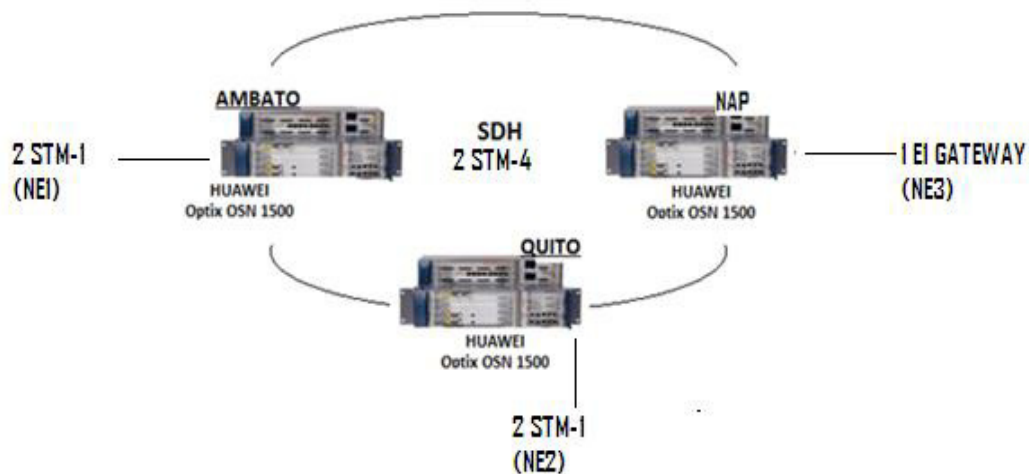 AMBATO
NAP
SDH
2 STM-4
2 STM-1
(NE1)
1 E1 GATEWAY
(NE3)
HUAWEI
Optix OSN 1500
HUAWEI
Optix OSN 1500
QUITO
HUAWEI
Optix OSN 1500
2 STM-1
(NE2)